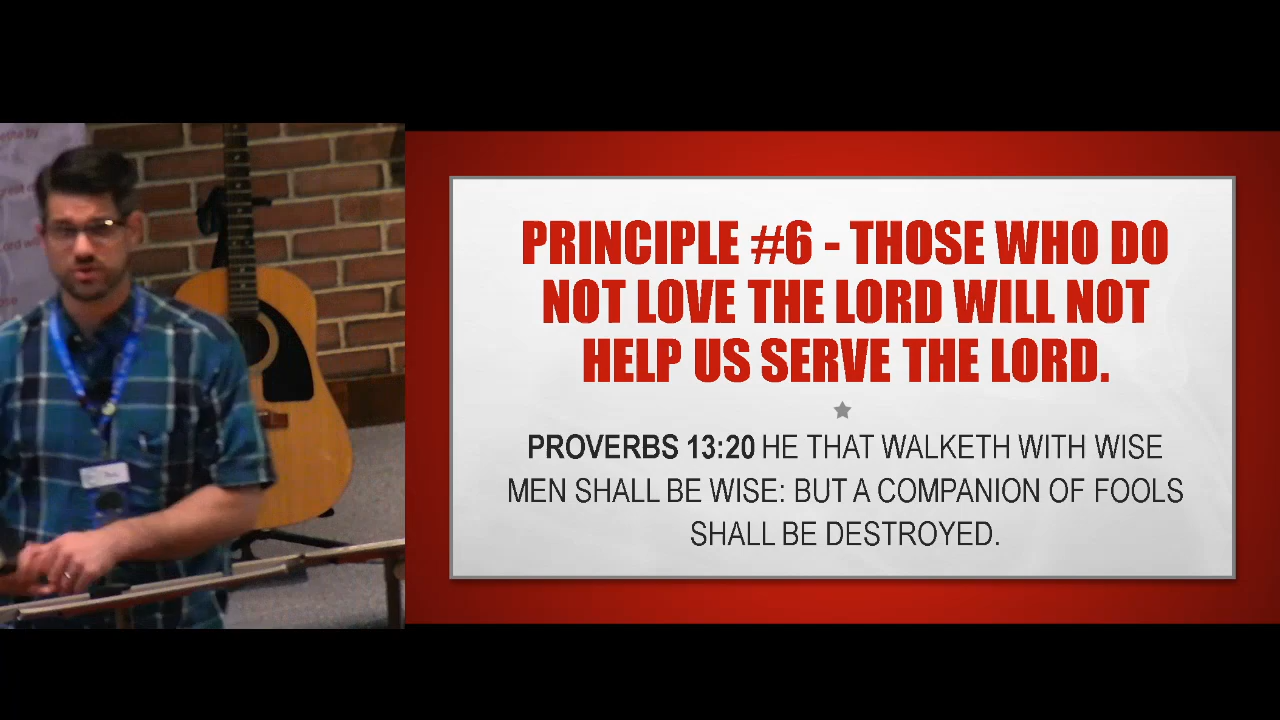 PRINCIPLE #6 - THOSE WHO DO
NOT LOVE THE LORD WILL NOT
HELP US SERVE THE LORD.
PROVERBS 13:20 HE THAT WALKETH WITH WISE
MEN SHALL BE WISE: BUT A COMPANION OF FOOLS
SHALL BE DESTROYED.